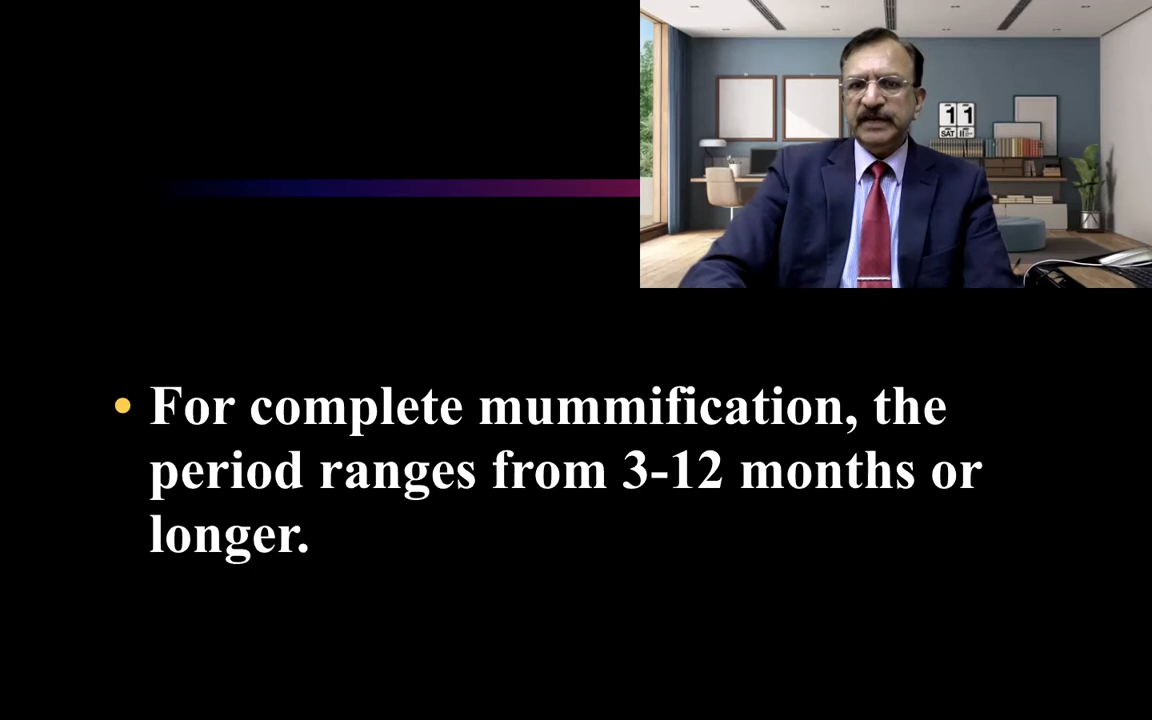 11
SAT
For complete mummification, the
period ranges from 3-12 months or
longer.